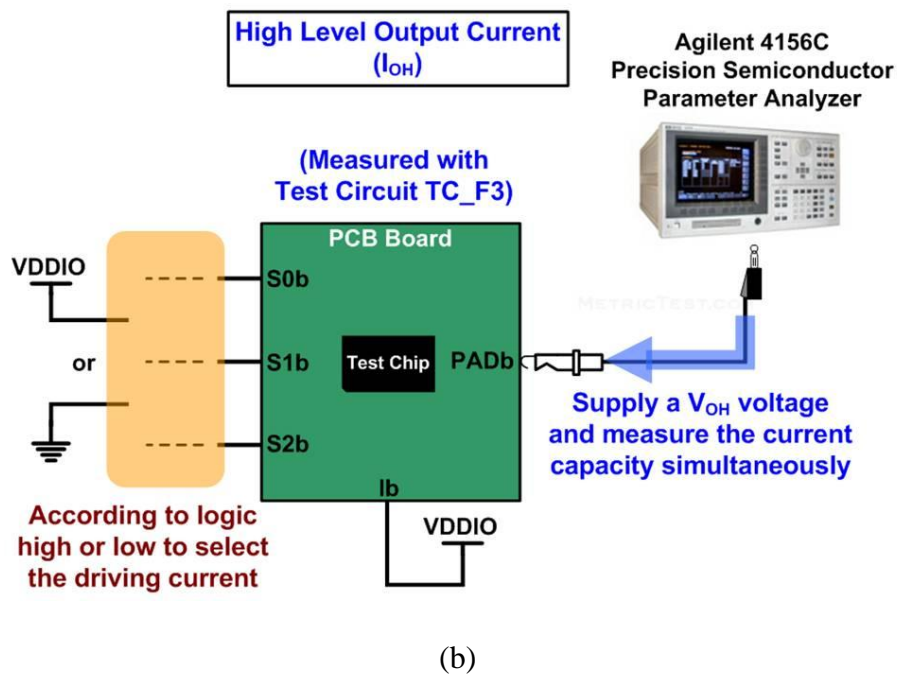 High Level Output Current
(IOH)
Agilent 4156C
Precision Semiconductor
Parameter Analyzer
(Measured with
Test Circuit TC_F3)
PCB Board
VDDIO
S0b
or
S1b
Test Chip
PADb
S2b
Ib
VDDIO
METRICTEST.CO
Supply a VOH voltage
and measure the current
capacity simultaneously
According to logic
high or low to select
the driving current
(b)